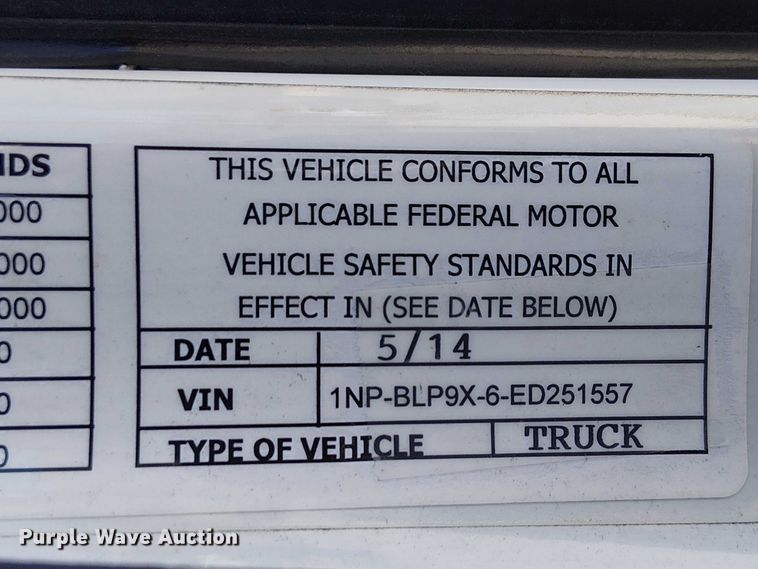 NDS
000
000
000
0
0
0
THIS VEHICLE CONFORMS TO ALL
APPLICABLE FEDERAL MOTOR
VEHICLE SAFETY STANDARDS IN
EFFECT IN (SEE DATE BELOW)
DATE 5/14
VIN 1NP-BLP9X-6-ED251557
TYPE OF VEHICLE TRUCK
Purple Wave Auction